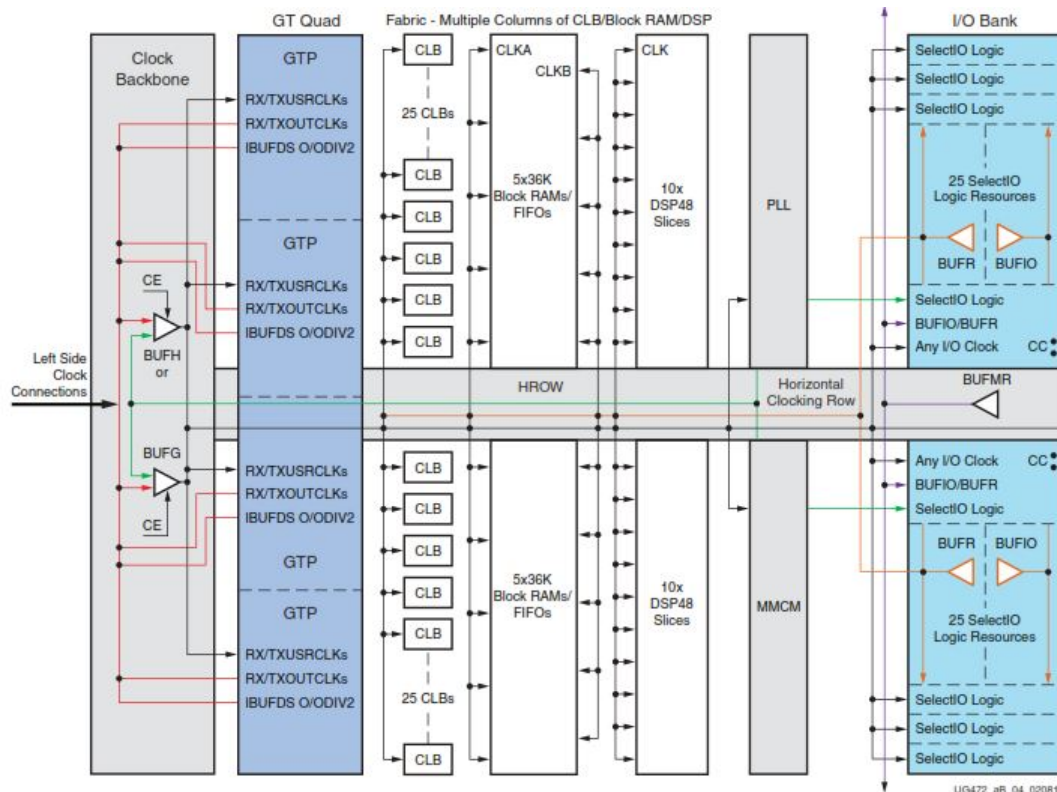 GT Quad
Fabric - Multiple Columns of CLB/Block RAM/DSP
I/O Bank
Clock
Backbone
GTP
RX/TXUSRCLKs
RX/TXOUTCLKs
IBUFDS O/ODIV2
GTP
RX/TXUSRCLKs
RX/TXOUTCLKs
IBUFDS O/ODIV2
CE
BUFH
or
BUFG
CE
Left Side
Clock
Connections
RX/TXUSRCLKs
RX/TXOUTCLKs
IBUFDS O/ODIV2
GTP
GTP
RX/TXUSRCLKs
RX/TXOUTCLKs
IBUFDS O/ODIV2
CLB
25 CLBs
CLB
CLB
CLB
CLB
CLB
CLB
CLB
CLB
CLB
CLB
25 CLBs
CLB
CLKA
CLKB
5x36K
Block RAMs/
FIFOs
5x36K
Block RAMs/
FIFOs
CLK
10x
DSP48
Slices
10x
DSP48
Slices
PLL
HROW
Horizontal
Clocking Row
MMCM
SelectIO Logic
SelectIO Logic
SelectIO Logic
25 SelectIO
Logic Resources
BUFR
BUFIO
SelectIO Logic
BUFIO/BUFR
Any I/O Clock
CC
BUFMR
Any I/O Clock
CC
BUFIO/BUFR
SelectIO Logic
BUFR
BUFIO
25 SelectIO
Logic Resources
SelectIO Logic
SelectIO Logic
SelectIO Logic